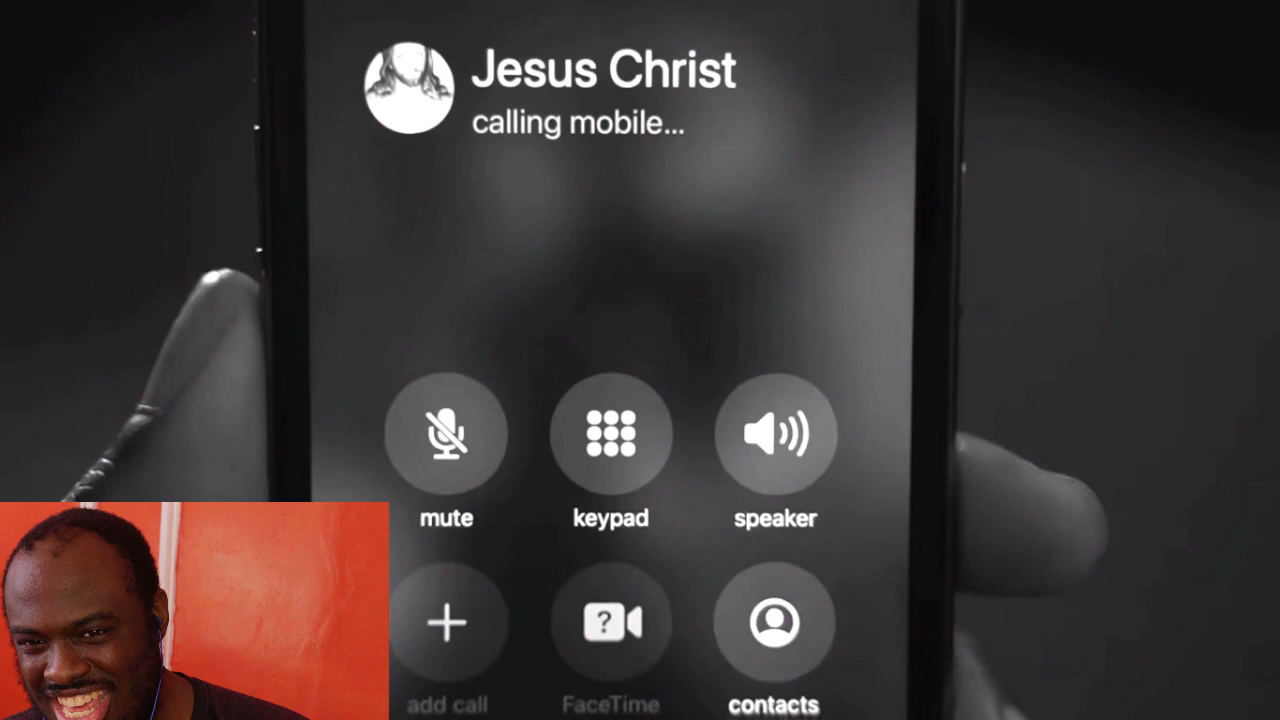 Jesus Christ
calling mobile...
mute
keypad
speaker
?
add call
FaceTime
contacts